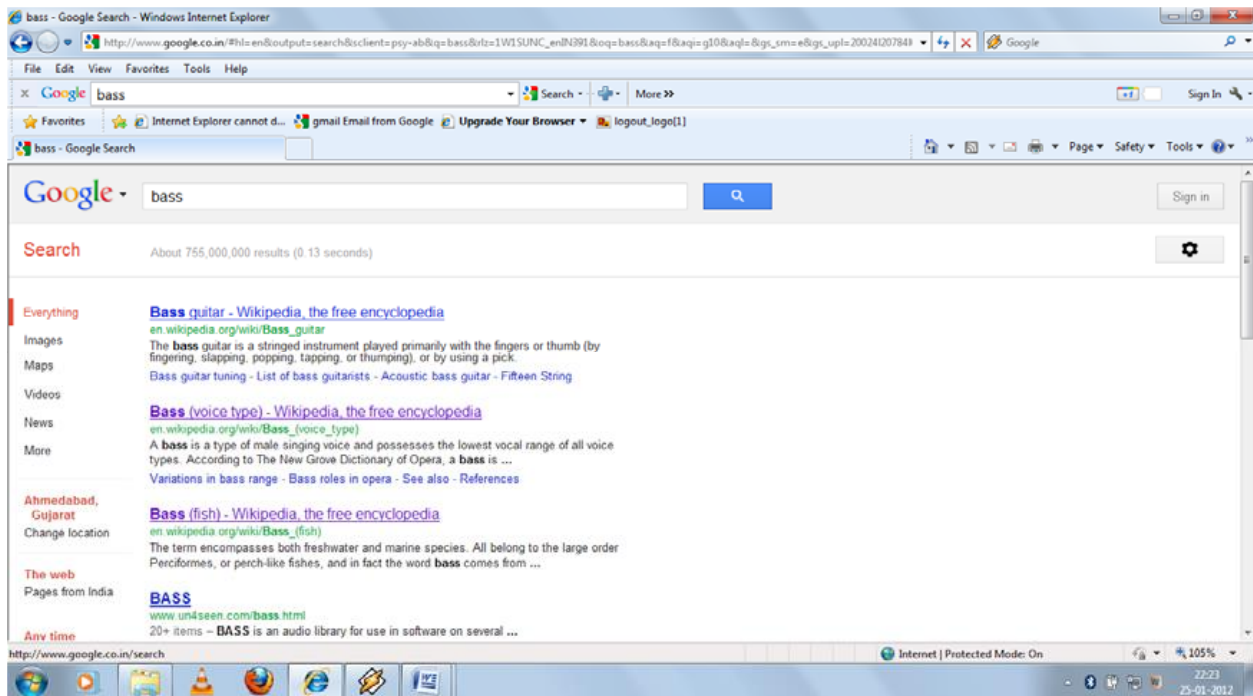 bass - Google Search - Windows Internet Explorer
http://www.google.co.in/#hl=en&output=search&sclient=psy-ab&q=bass&rlz=1W1SUNC_enIN391&oq=bass&aq=f&aqi=g10&aql=&gs_sm=e&gs_upl=20024l20784l
Google
File Edit View Favorites Tools Help
x Google bass Search More >> +1 Sign In
Favorites Internet Explorer cannot d... gmail Email from Google Upgrade Your Browser logout_logo[1]
bass - Google Search Page Safety Tools
Google bass Sign in
Search About 755,000,000 results (0.13 seconds)
Everything
Images
Maps
Videos
News
More
Ahmedabad,
Gujarat
Change location
The web
Pages from India
Any time
Bass guitar - Wikipedia, the free encyclopedia
en.wikipedia.org/wiki/Bass_guitar
The bass guitar is a stringed instrument played primarily with the fingers or thumb (by
fingering, slapping, popping, tapping, or thumping), or by using a pick.
Bass guitar tuning - List of bass guitarists - Acoustic bass guitar - Fifteen String
Bass (voice type) - Wikipedia, the free encyclopedia
en.wikipedia.org/wiki/Bass_(voice_type)
A bass is a type of male singing voice and possesses the lowest vocal range of all voice
types. According to The New Grove Dictionary of Opera, a bass is ...
Variations in bass range - Bass roles in opera - See also - References
Bass (fish) - Wikipedia, the free encyclopedia
en.wikipedia.org/wiki/Bass_(fish)
The term encompasses both freshwater and marine species. All belong to the large order
Perciformes, or perch-like fishes, and in fact the word bass comes from ...
BASS
www.un4seen.com/bass.html
20+ items – BASS is an audio library for use in software on several ...
http://www.google.co.in/search Internet | Protected Mode: On 105%
22:23
25-01-2012